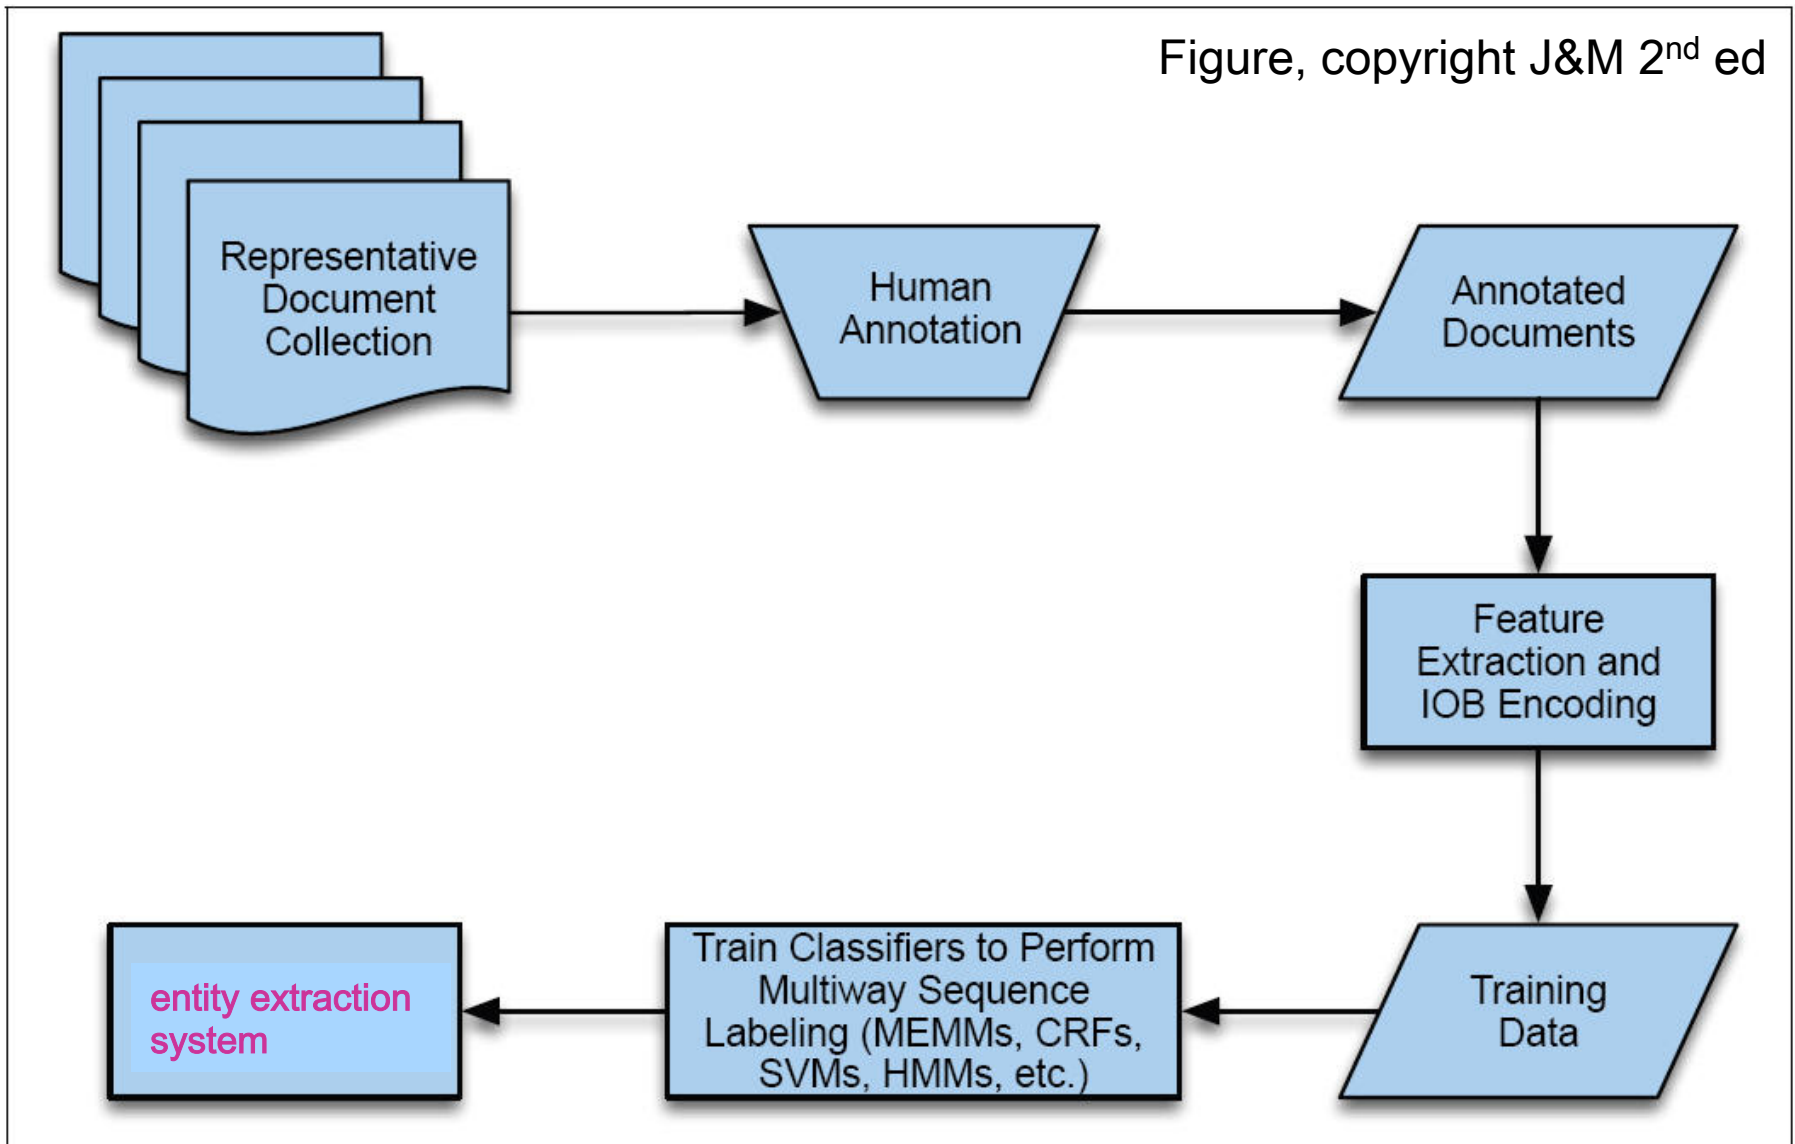 Figure, copyright J&M 2nd ed
Representative
Document
Collection
Human
Annotation
Annotated
Documents
Feature
Extraction and
IOB Encoding
Training
Data
Train Classifiers to Perform
Multiway Sequence
Labeling (MEMMs, CRFs,
SVMs, HMMs, etc.)
entity extraction
system